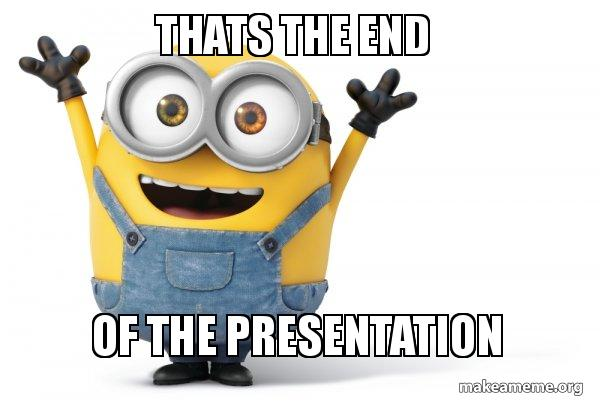 THATS THE END
OF THE PRESENTATION
makeameme.org